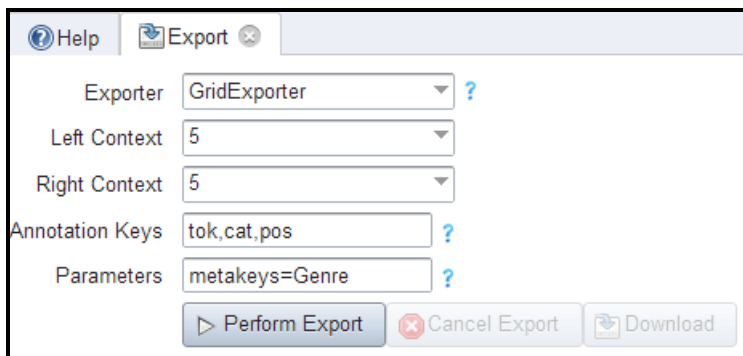 Help Export
Exporter GridExporter ?
Left Context 5
Right Context 5
Annotation Keys tok,cat,pos ?
Parameters metakeys=Genre ?
Perform Export Cancel Export Download